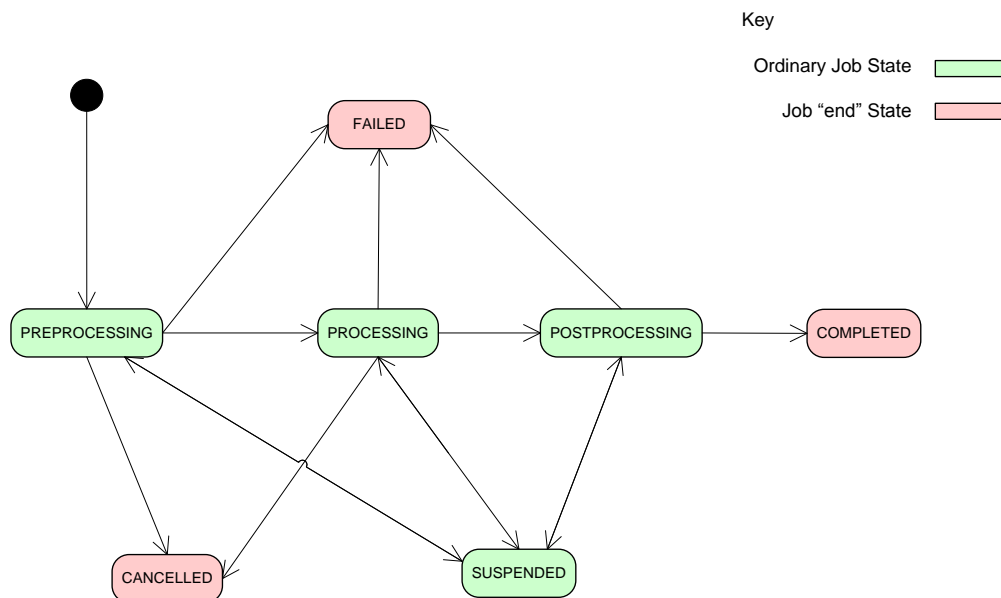 Key
Ordinary Job State
Job “end” State
FAILED
PREPROCESSING
PROCESSING
POSTPROCESSING
COMPLETED
CANCELLED
SUSPENDED